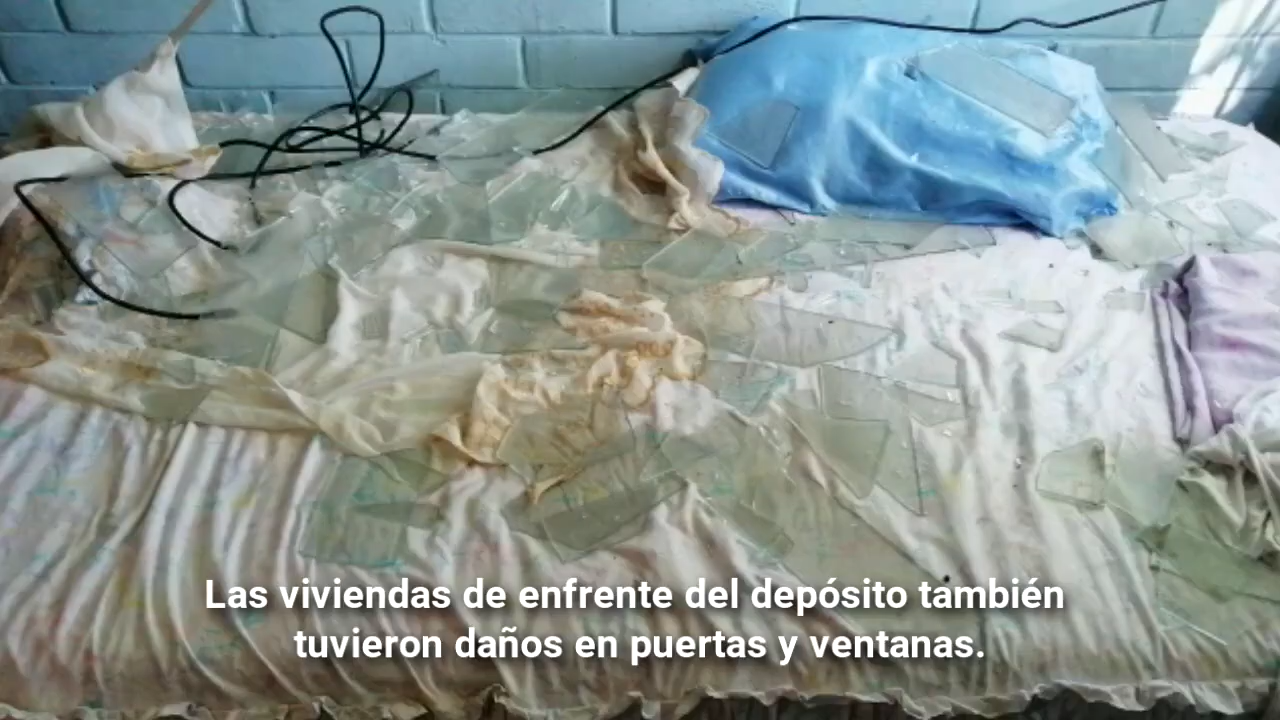 Las viviendas de enfrente del depósito también
tuvieron daños en puertas y ventanas.